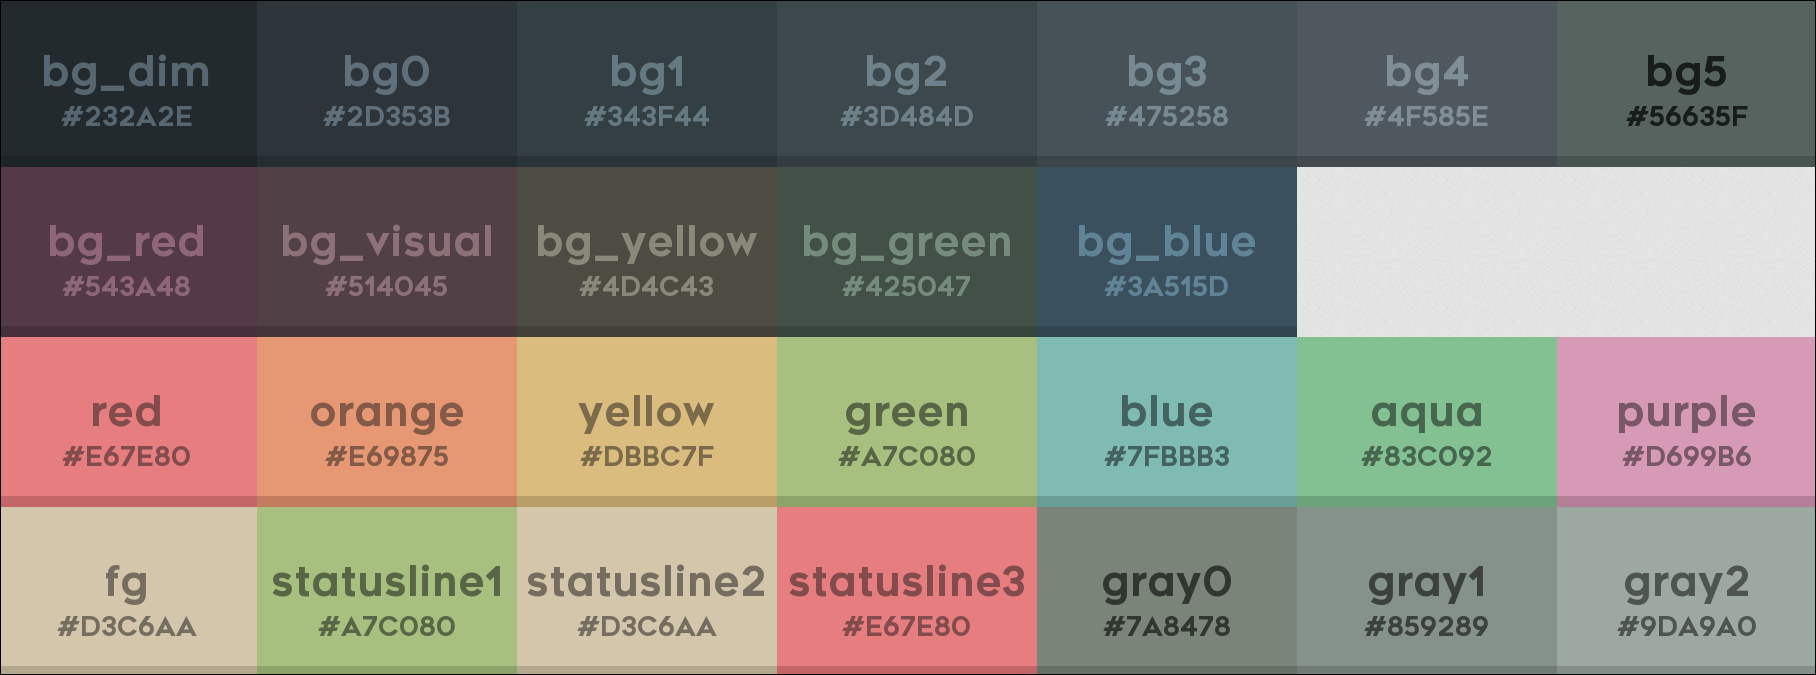 bg_dim
#232A2E
bg0
#2D353B
bg1
#343F44
bg2
#3D484D
bg3
#475258
bg4
#4F585E
bg5
#56635F
bg_red
#543A48
bg_visual
#514045
bg_yellow
#4D4C43
bg_green
#425047
bg_blue
#3A515D
red
#E67E80
orange
#E69875
yellow
#DBBC7F
green
#A7C080
blue
#7FBBB3
aqua
#83C092
purple
#D699B6
fg
#D3C6AA
statusline1
#A7C080
statusline2
#D3C6AA
statusline3
#E67E80
gray0
#7A8478
gray1
#859289
gray2
#9DA9A0